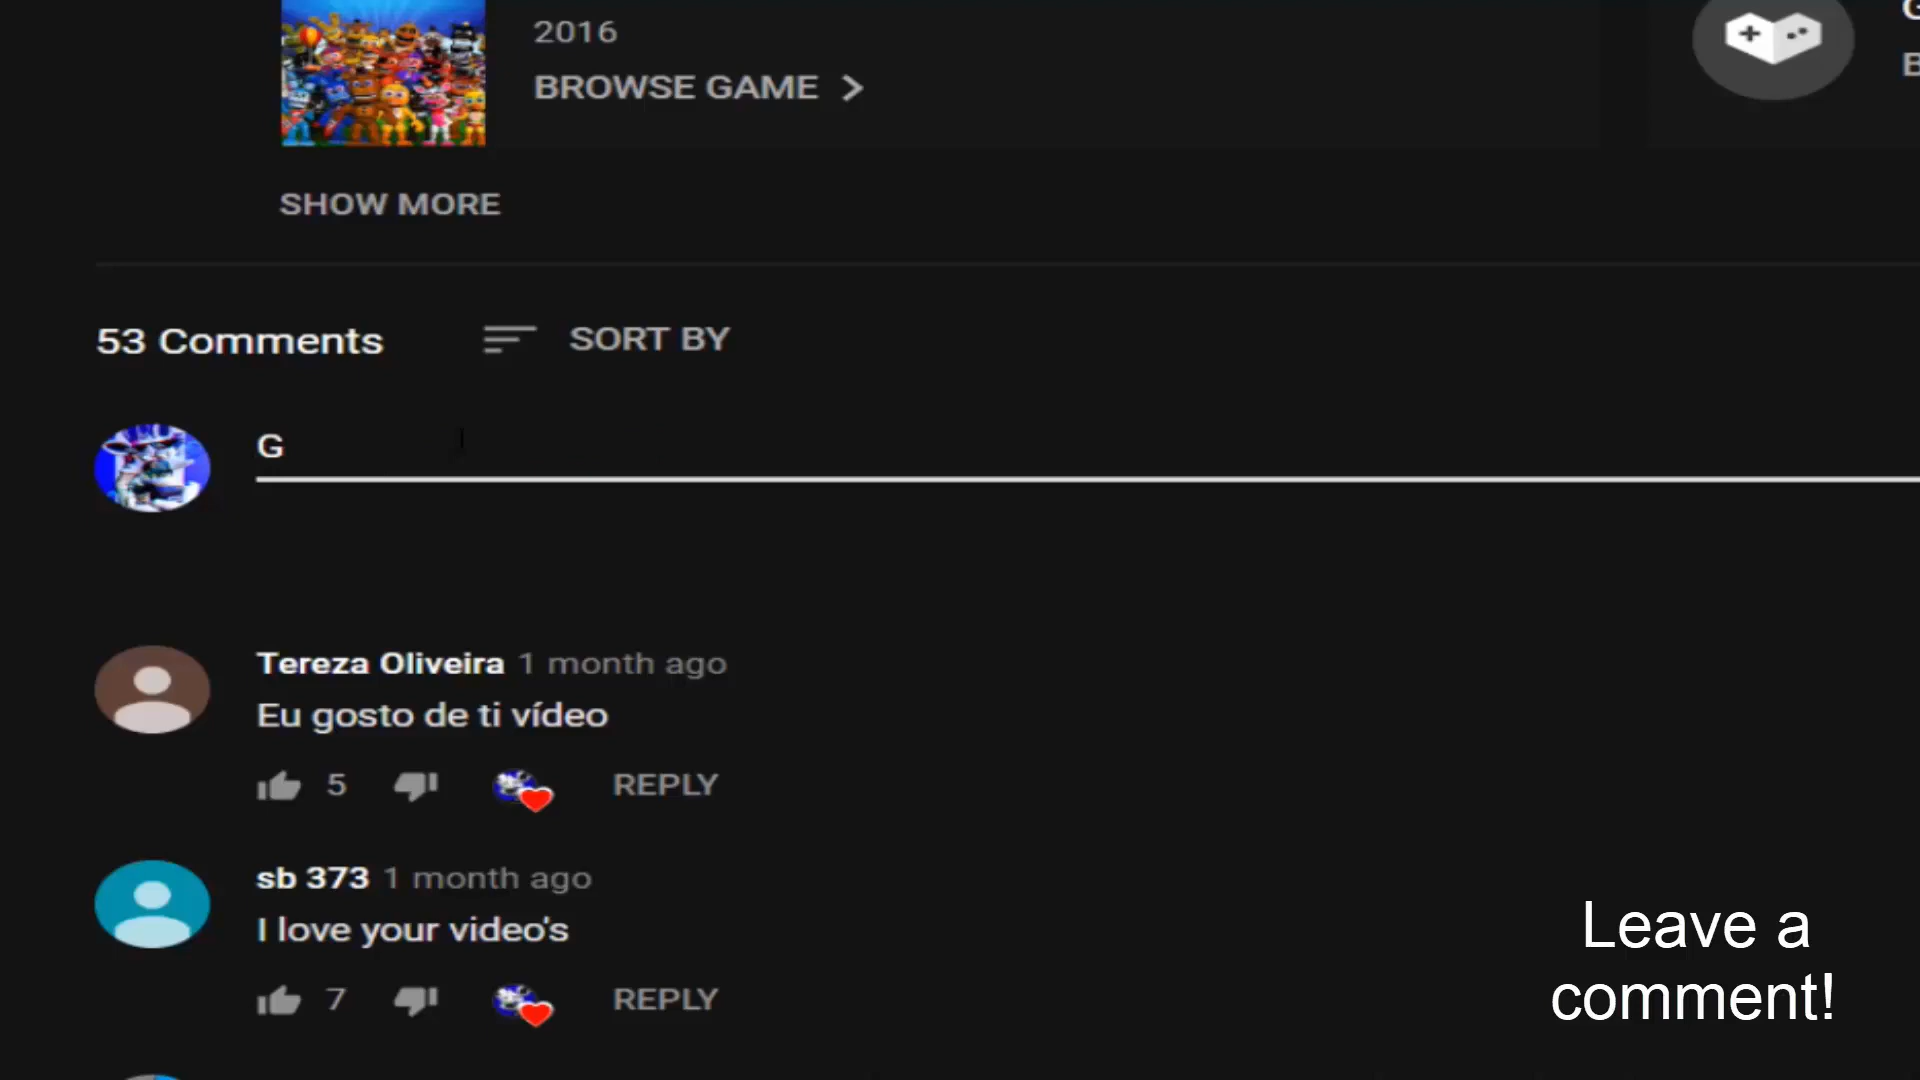 2016
BROWSE GAME
SHOW MORE
53 Comments
SORT BY
G
Tereza Oliveira 1 month ago
Eu gosto de ti vídeo
5
REPLY
sb 373 1 month ago
I love your video's
7
REPLY
Leave a
comment!